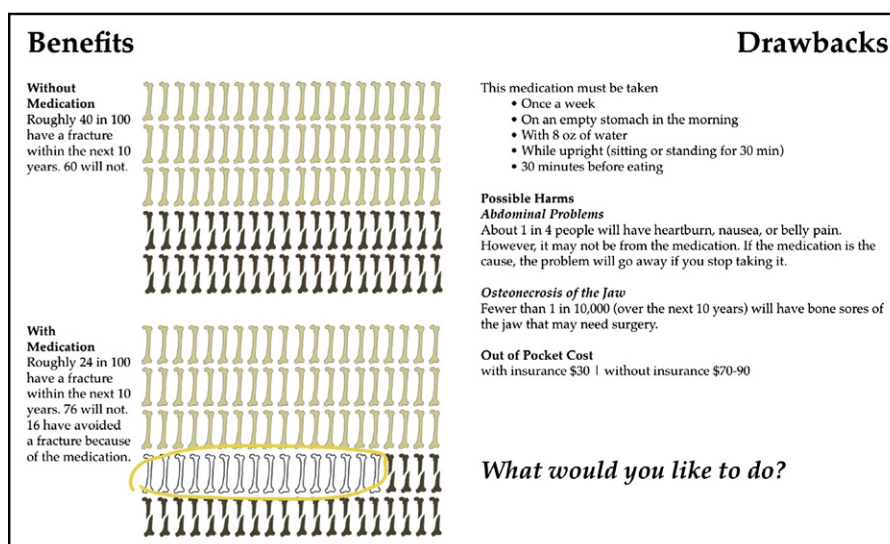 Benefits
Without
Medication
Roughly 40 in 100
have a fracture
within the next 10
years. 60 will not.
With
Medication
Roughly 24 in 100
have a fracture
within the next 10
years. 76 will not.
16 have avoided
a fracture because
of the medication.
Drawbacks
This medication must be taken
• Once a week
• On an empty stomach in the morning
• With 8 oz of water
• While upright (sitting or standing for 30 min)
• 30 minutes before eating
Possible Harms
Abdominal Problems
About 1 in 4 people will have heartburn, nausea, or belly pain.
However, it may not be from the medication. If the medication is the
cause, the problem will go away if you stop taking it.
Osteonecrosis of the Jaw
Fewer than 1 in 10,000 (over the next 10 years) will have bone sores of
the jaw that may need surgery.
Out of Pocket Cost
with insurance $30 | without insurance $70-90
What would you like to do?